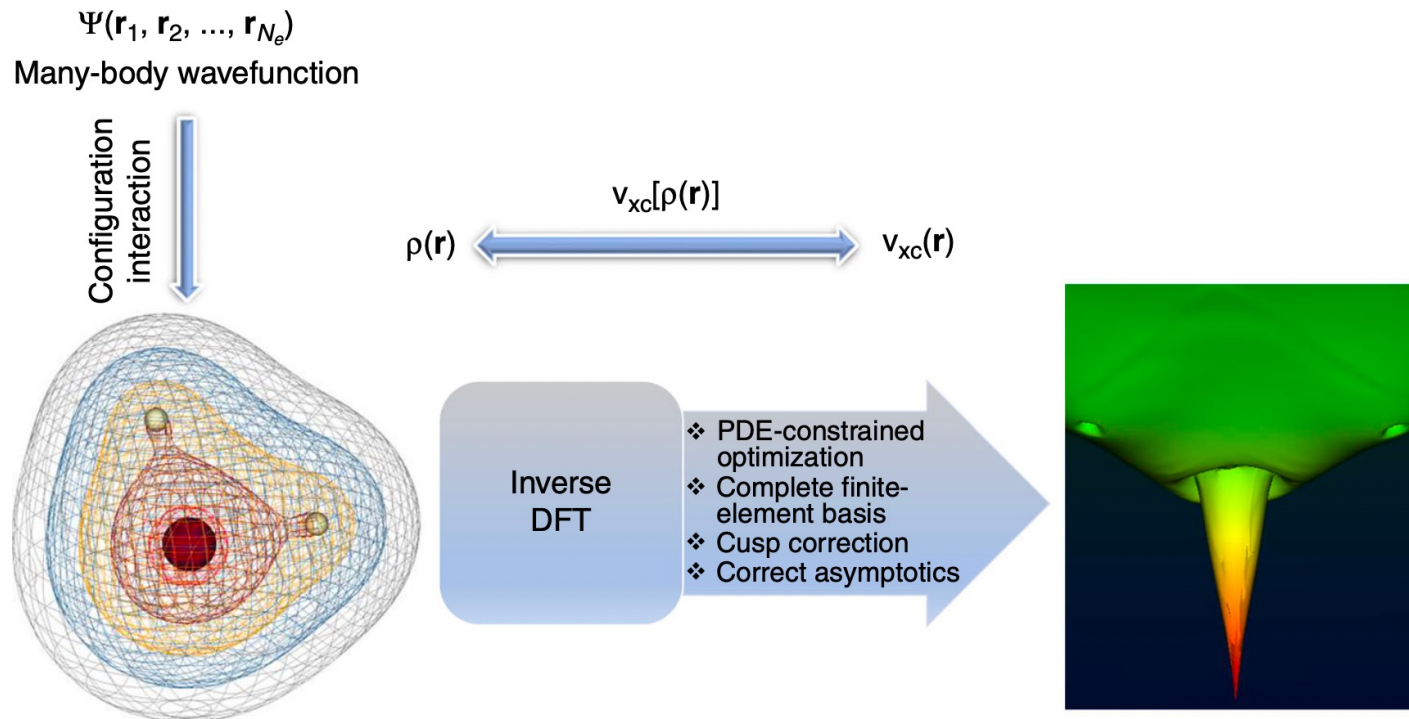 Ψ(r1, r2, ..., rNe)
Many-body wavefunction
Configuration
interaction
vxc[ρ(r)]
ρ(r)
vxc(r)
Inverse
DFT
❖ PDE-constrained
optimization
❖ Complete finite-
element basis
❖ Cusp correction
❖ Correct asymptotics